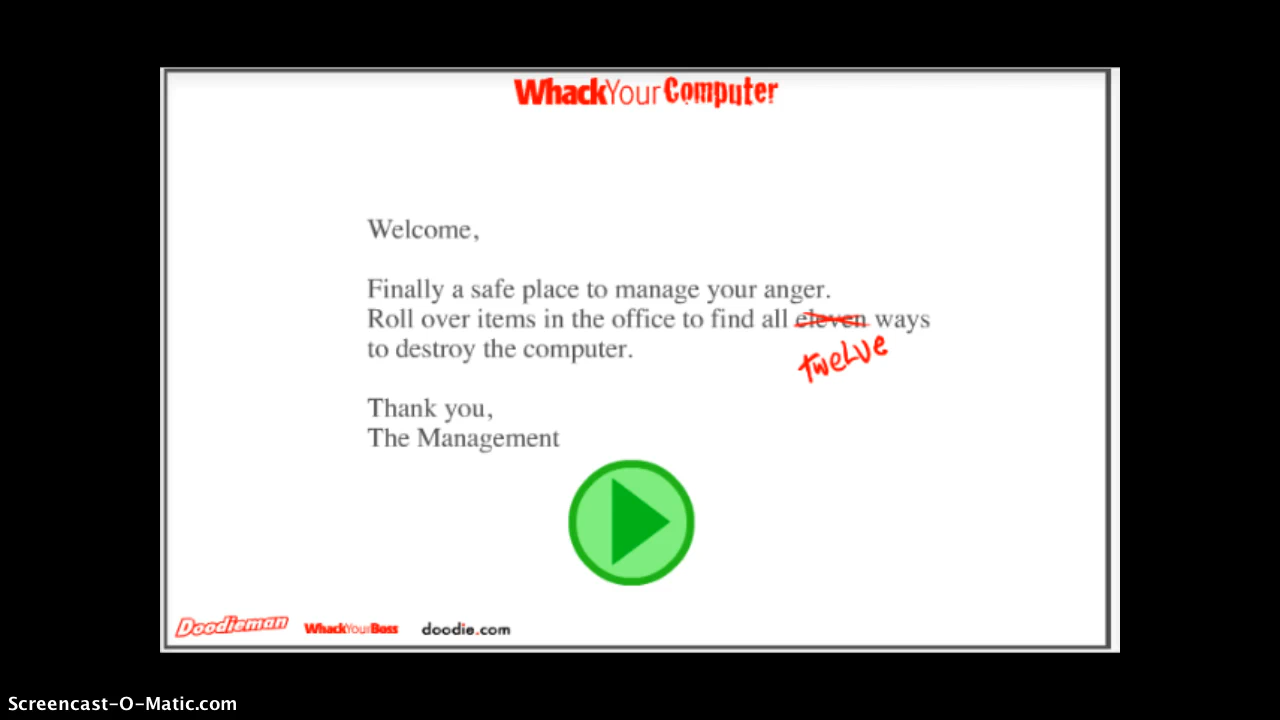 WhackYourComputer
Welcome,
Finally a safe place to manage your anger.
Roll over items in the office to find all eleven ways
twelve
to destroy the computer.
Thank you,
The Management
Doodieman WhackYourBoss doodie.com
Screencast-O-Matic.com